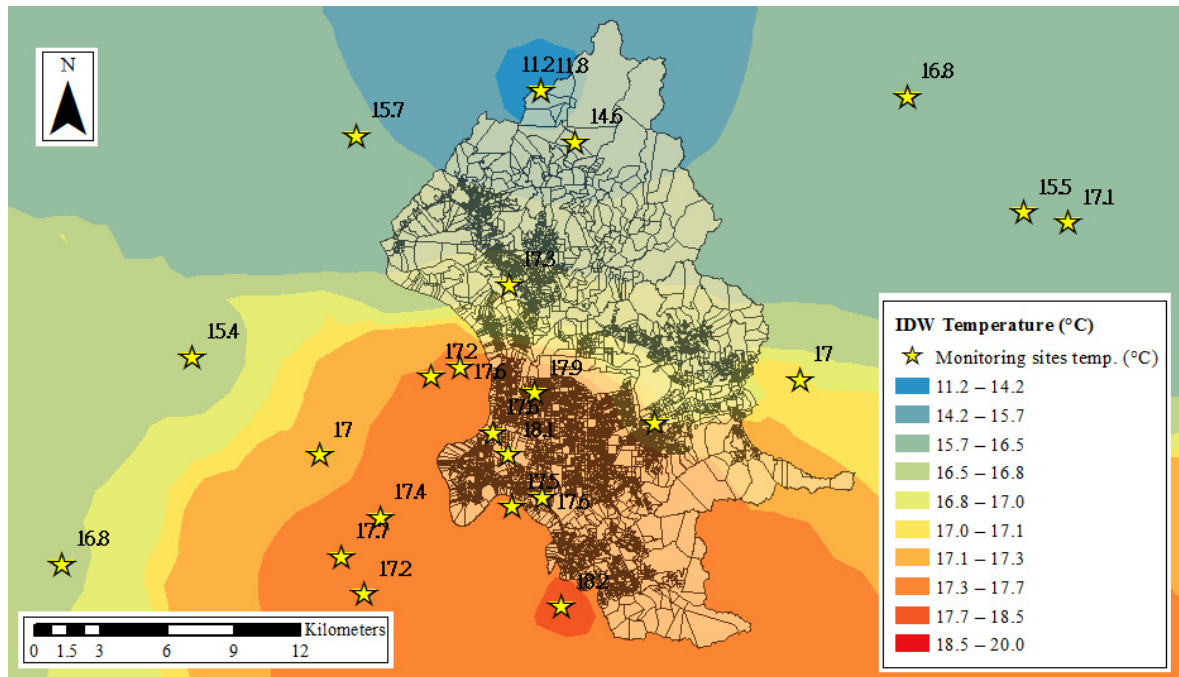 N
11.2
11.8
16.8
15.7
14.6
15.5
17.1
17.3
15.4
17.2
17.6
17.9
17
17.6
18.1
17
17.5
17.6
17.4
17.7
16.8
17.2
18.2
IDW Temperature (°C)
Monitoring sites temp. (°C)
11.2 – 14.2
14.2 – 15.7
15.7 – 16.5
16.5 – 16.8
16.8 – 17.0
17.0 – 17.1
17.1 – 17.3
17.3 – 17.7
17.7 – 18.5
18.5 – 20.0
Kilometers
0 1.5 3 6 9 12